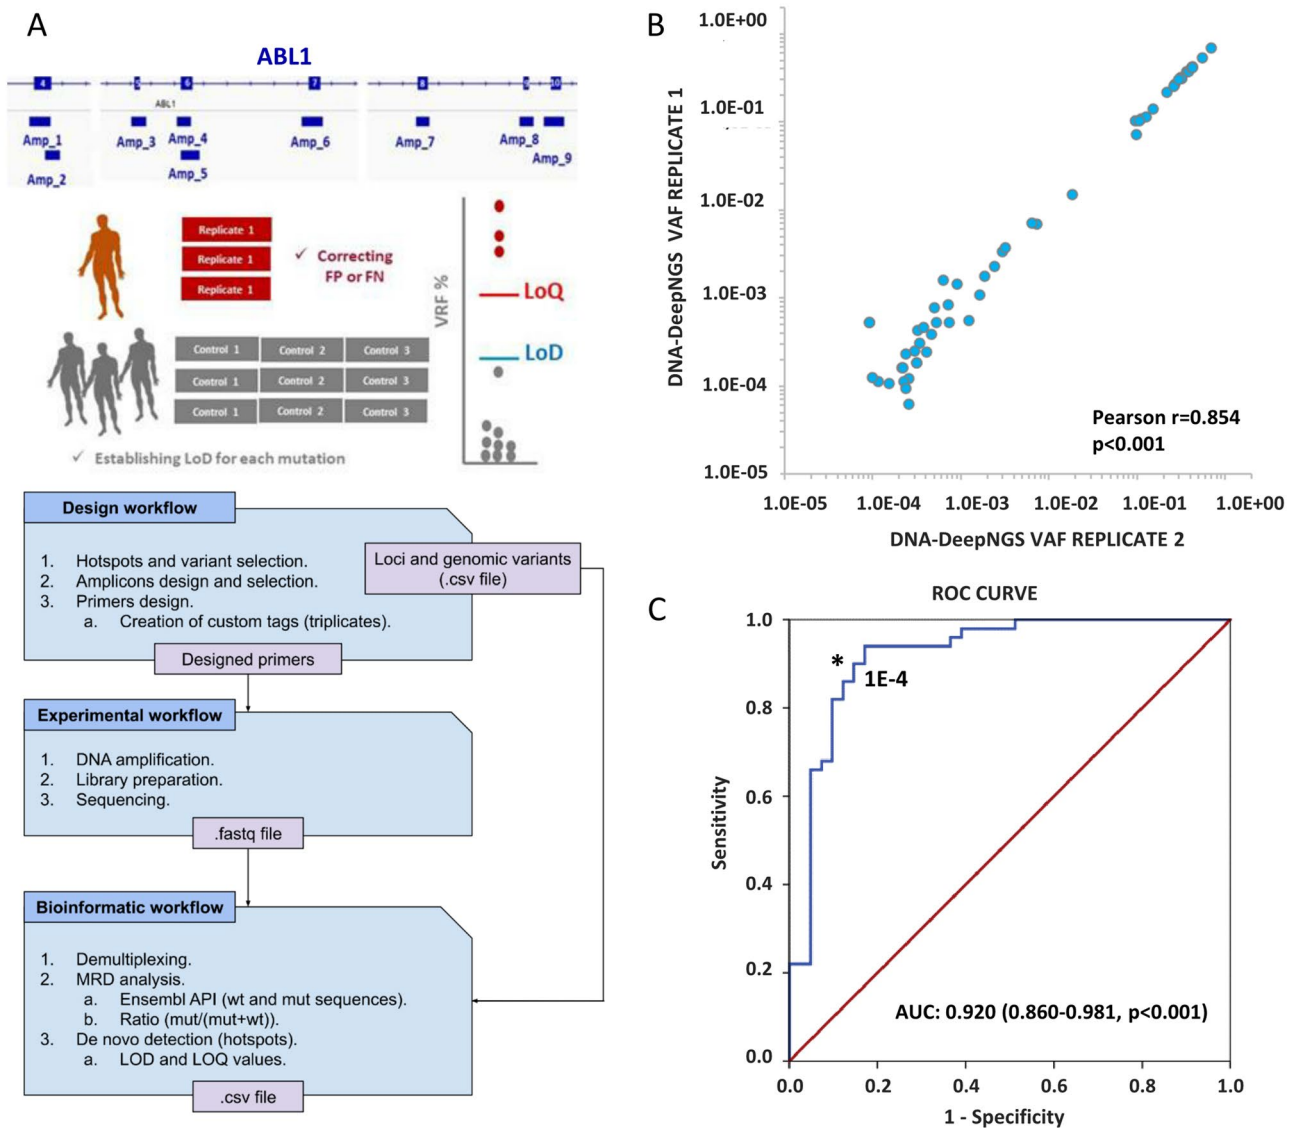 A
ABL1
4
5
6
7
8
9
10
ABL1
Amp_1
Amp_2
Amp_3
Amp_4
Amp_5
Amp_6
Amp_7
Amp_8
Amp_9
Replicate 1
Replicate 1
Replicate 1
✓ Correcting
FP or FN
Control 1 Control 2 Control 3
Control 1 Control 2 Control 3
Control 1 Control 2 Control 3
✓ Establishing LoD for each mutation
VRF %
LoQ
LoD
Design workflow
1. Hotspots and variant selection.
2. Amplicons design and selection.
3. Primers design.
a. Creation of custom tags (triplicates).
Loci and genomic variants
(.csv file)
Designed primers
Experimental workflow
1. DNA amplification.
2. Library preparation.
3. Sequencing.
.fastq file
Bioinformatic workflow
1. Demultiplexing.
2. MRD analysis.
a. Ensembl API (wt and mut sequences).
b. Ratio (mut/(mut+wt)).
3. De novo detection (hotspots).
a. LOD and LOQ values.
.csv file
B
DNA-DeepNGS VAF REPLICATE 1
1.0E+00
1.0E-01
1.0E-02
1.0E-03
1.0E-04
1.0E-05
Pearson r=0.854
p<0.001
1.0E-05 1.0E-04 1.0E-03 1.0E-02 1.0E-01 1.0E+00
DNA-DeepNGS VAF REPLICATE 2
C
ROC CURVE
Sensitivity
1.0
0.8
0.6
0.4
0.2
0.0
*
1E-4
AUC: 0.920 (0.860-0.981, p<0.001)
0.0 0.2 0.4 0.6 0.8 1.0
1 - Specificity